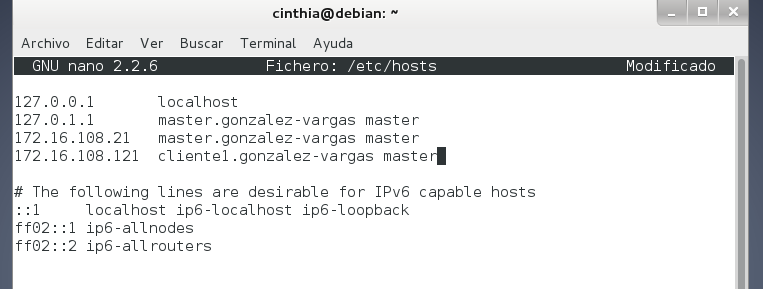 cinthia@debian: ~
Archivo Editar Ver Buscar Terminal Ayuda
GNU nano 2.2.6 Fichero: /etc/hosts Modificado
127.0.0.1 localhost
127.0.1.1 master.gonzalez-vargas master
172.16.108.21 master.gonzalez-vargas master
172.16.108.121 cliente1.gonzalez-vargas master
# The following lines are desirable for IPv6 capable hosts
::1 localhost ip6-localhost ip6-loopback
ff02::1 ip6-allnodes
ff02::2 ip6-allrouters